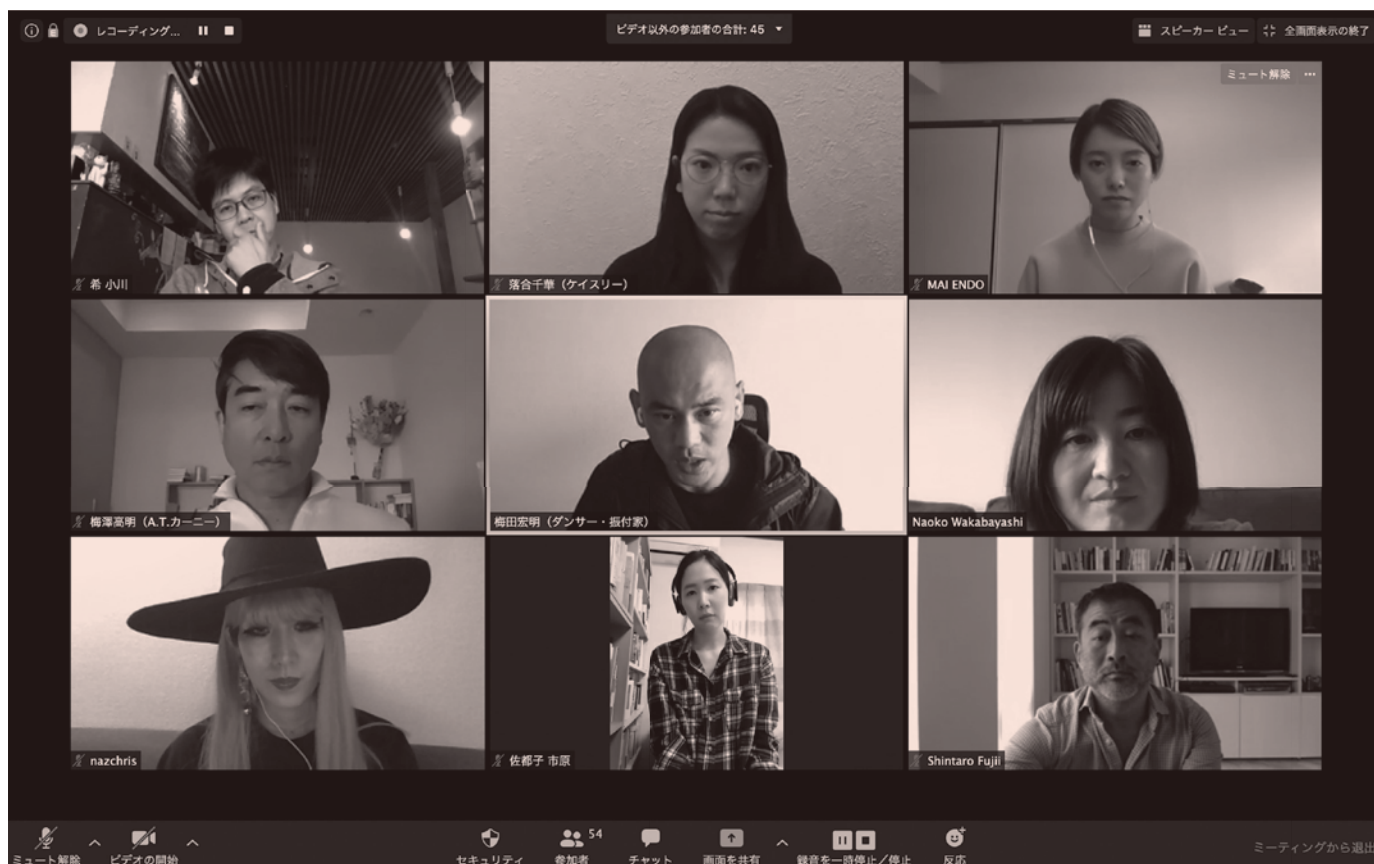 レコーディング...
ビデオ以外の参加者の合計: 45
スピーカー ビュー
全画面表示の終了
ミュート解除
希 小川
落合千華（ケイスリー）
MAI ENDO
梅澤高明（A.T.カーニー）
梅田宏明（ダンサー・振付家）
Naoko Wakabayashi
nazchris
佐都子 市原
Shintaro Fujii
ミュート解除
ビデオの開始
セキュリティ
54
参加者
チャット
画面を共有
録音を一時停止／停止
反応
ミーティングから退出